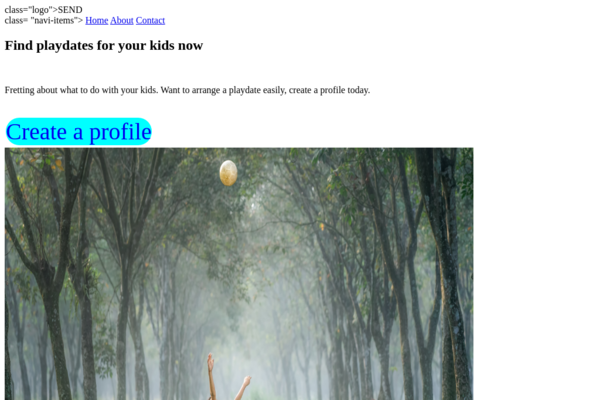 class="logo">SEND
class= "navi-items"> Home About Contact
Find playdates for your kids now
Fretting about what to do with your kids. Want to arrange a playdate easily, create a profile today.
Create a profile